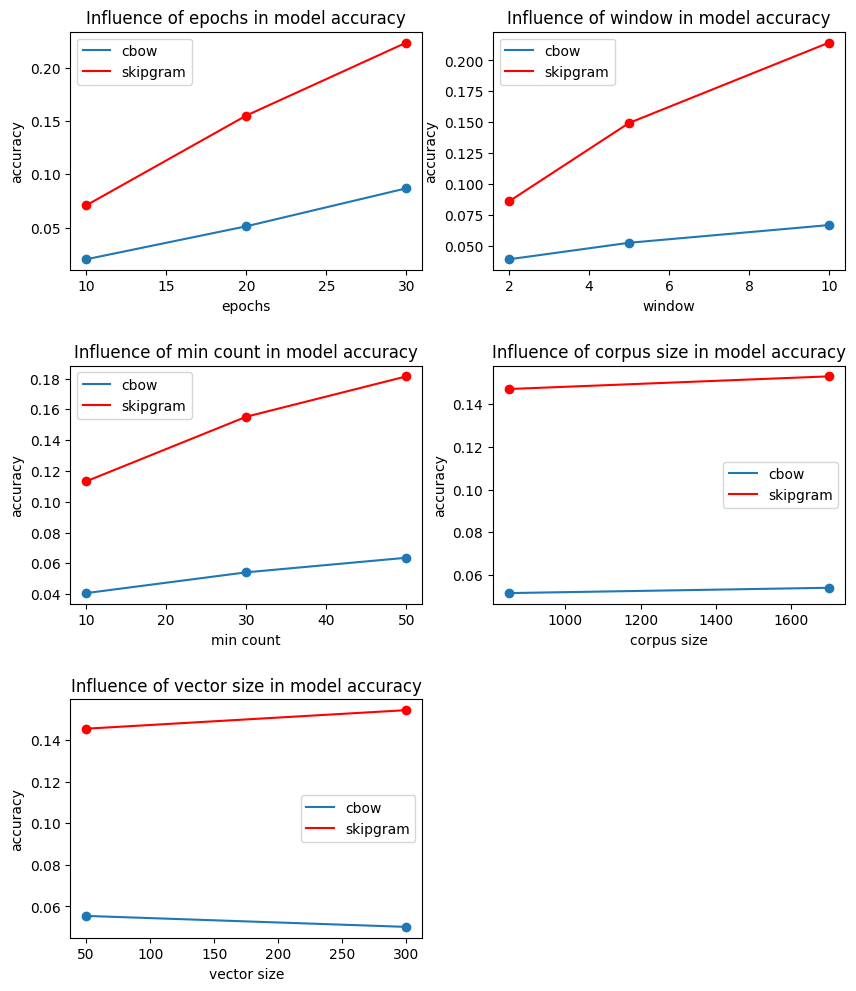 Influence of epochs in model accuracy
cbow
skipgram
0.20
0.15
0.10
0.05
accuracy
10
15
20
25
30
epochs
Influence of window in model accuracy
cbow
skipgram
0.200
0.175
0.150
0.125
0.100
0.075
0.050
accuracy
2
4
6
8
10
window
Influence of min count in model accuracy
cbow
skipgram
0.18
0.16
0.14
0.12
0.10
0.08
0.06
0.04
accuracy
10
20
30
40
50
min count
Influence of corpus size in model accuracy
cbow
skipgram
0.14
0.12
0.10
0.08
0.06
accuracy
1000
1200
1400
1600
corpus size
Influence of vector size in model accuracy
cbow
skipgram
0.14
0.12
0.10
0.08
0.06
accuracy
50
100
150
200
250
300
vector size